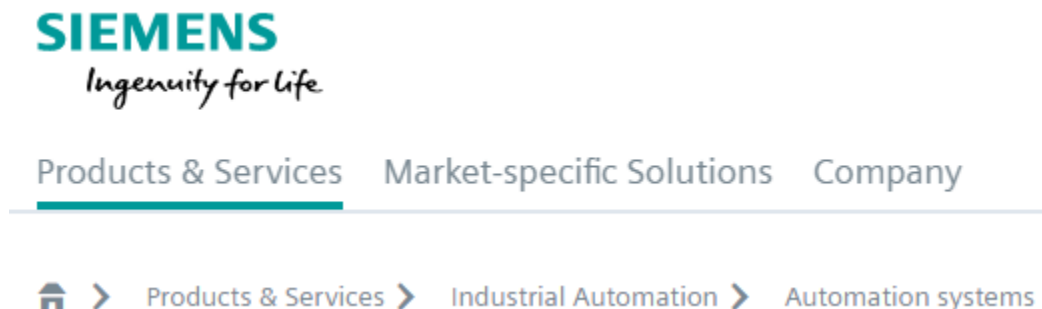 SIEMENS
Ingenuity for life
Products & Services Market-specific Solutions Company
Products & Services Industrial Automation Automation systems